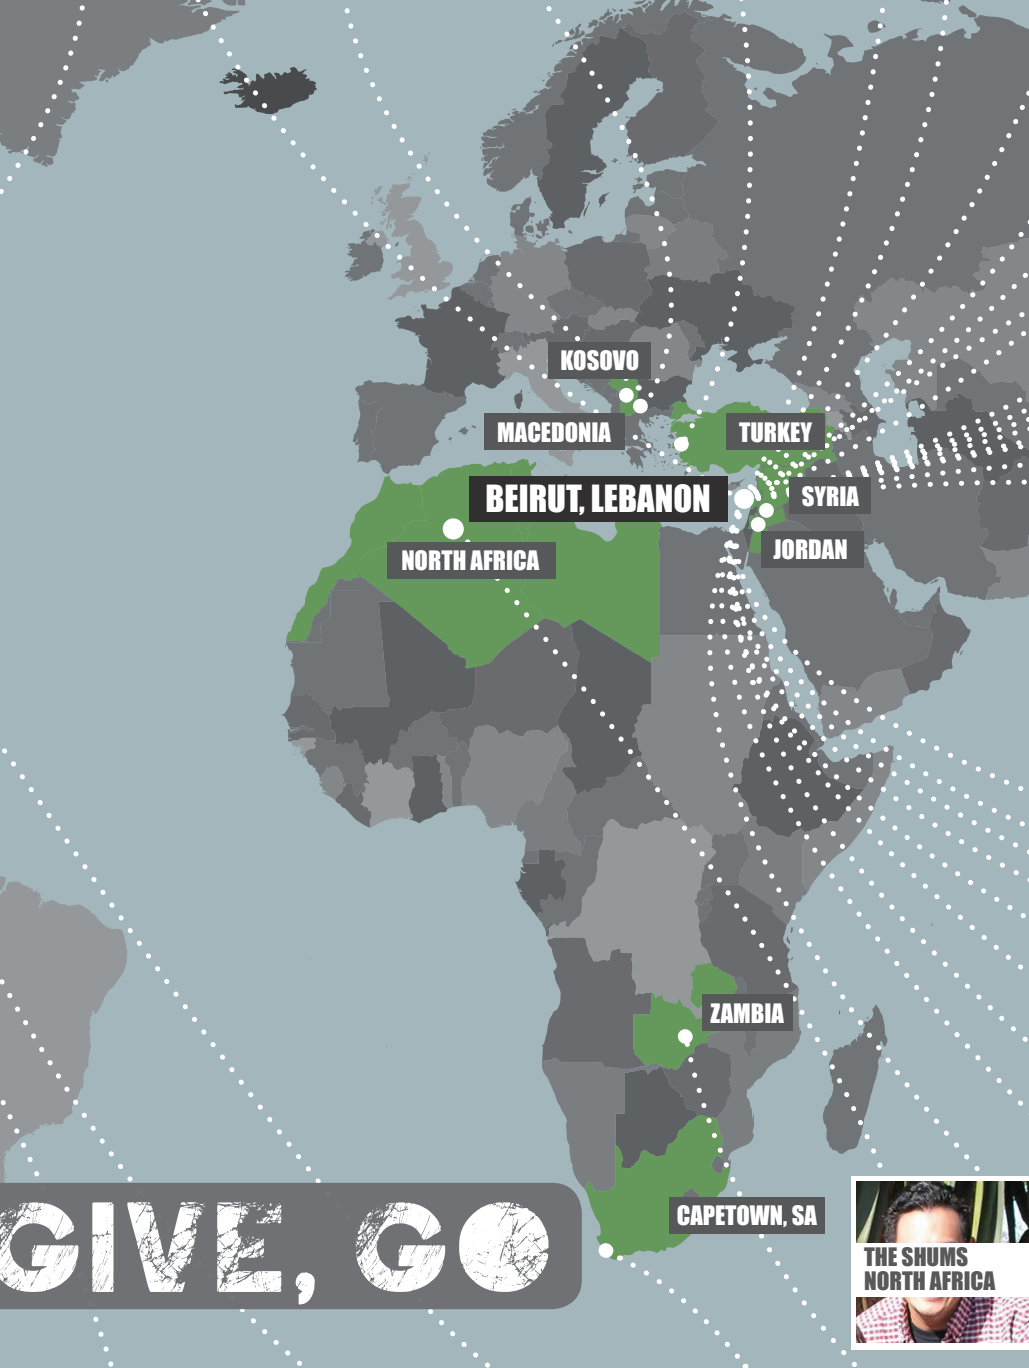 KOSOVO
MACEDONIA
TURKEY
BEIRUT, LEBANON
SYRIA
JORDAN
NORTH AFRICA
ZAMBIA
CAPETOWN, SA
GIVE, GO
THE SHUMS
NORTH AFRICA